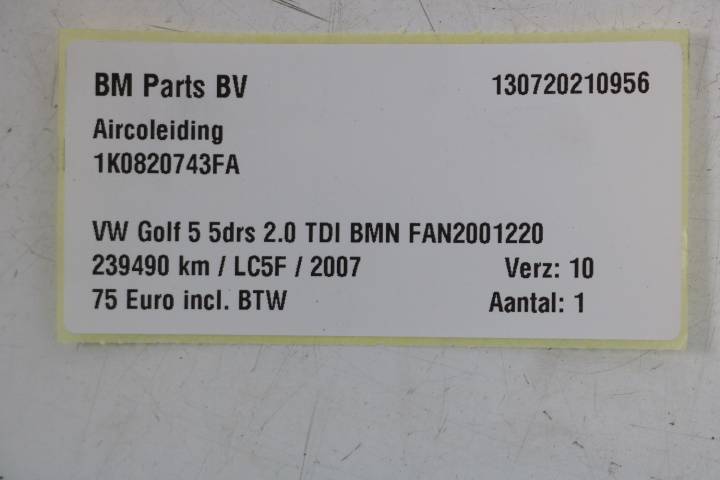 BM Parts BV 130720210956
Aircoleiding
1K0820743FA
VW Golf 5 5drs 2.0 TDI BMN FAN2001220
239490 km / LC5F / 2007 Verz: 10
75 Euro incl. BTW Aantal: 1